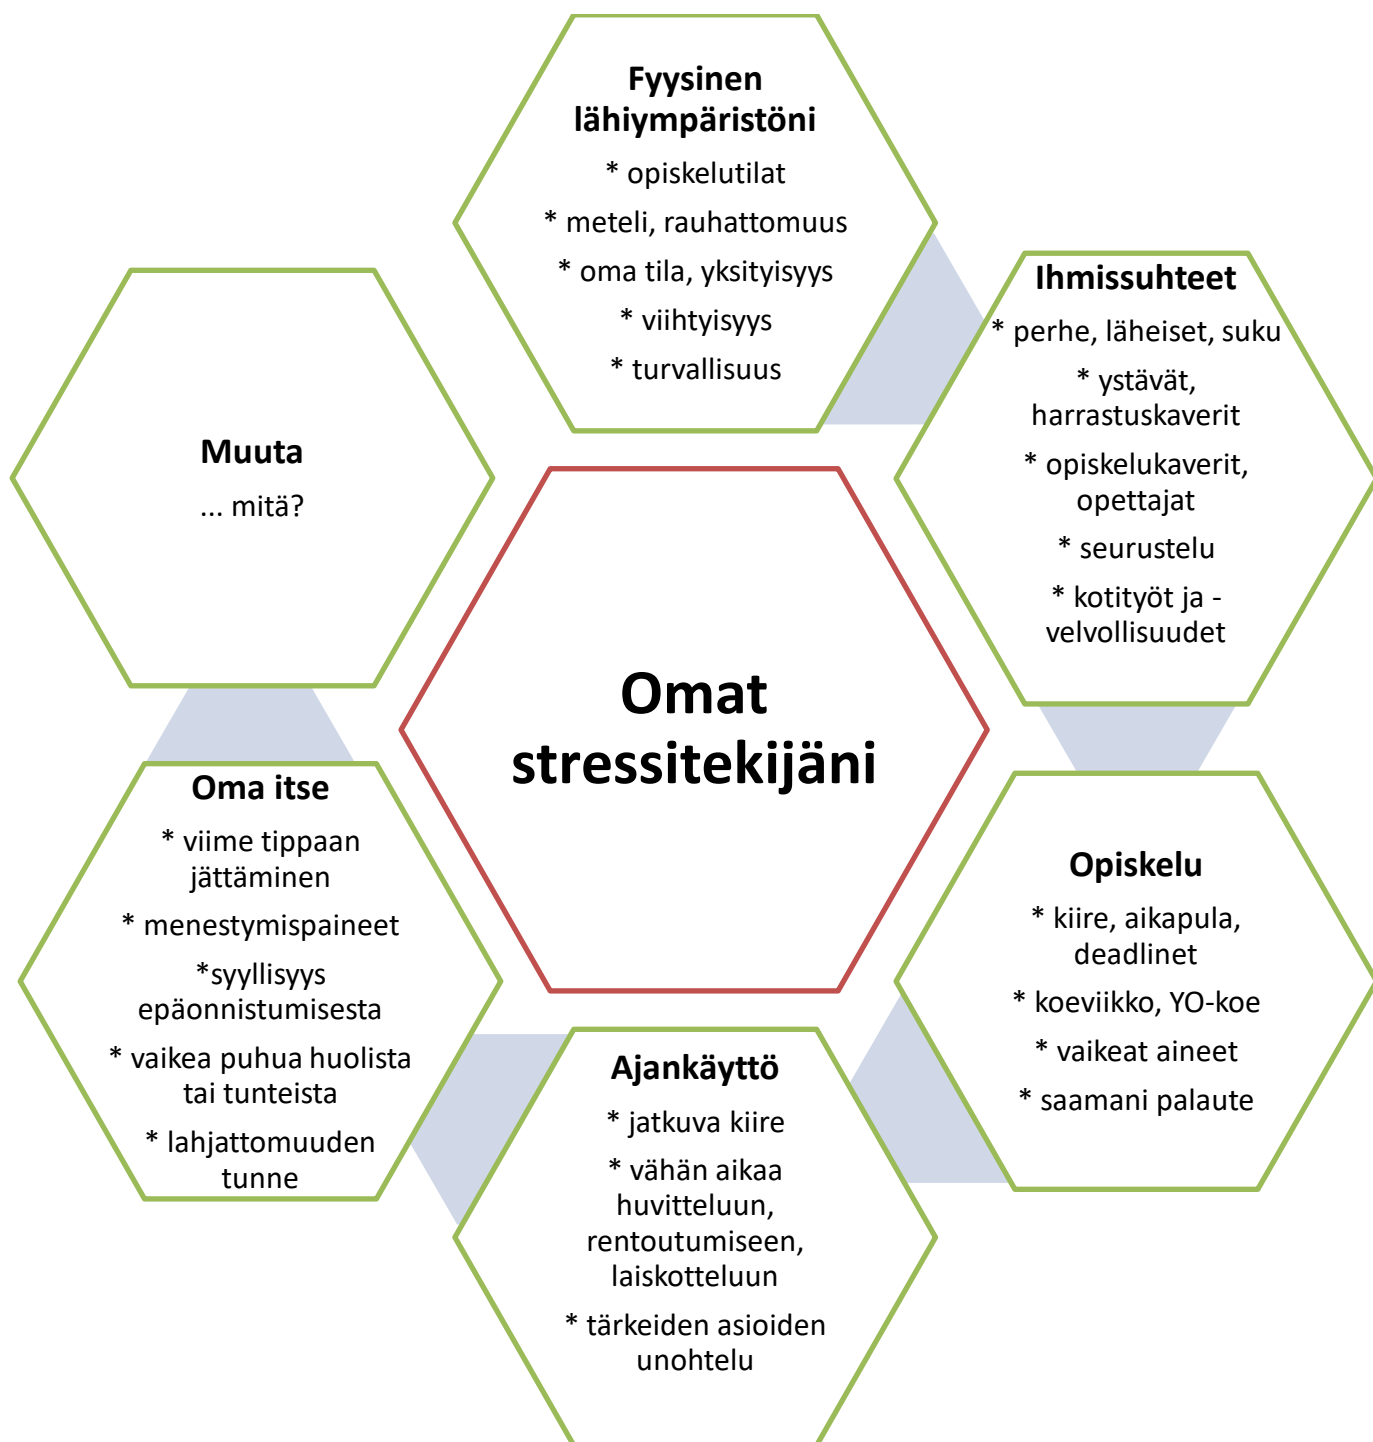 Fyysinen
lähiympäristöni
* opiskelutilat
* meteli, rauhattomuus
* oma tila, yksityisyys
* viihtyisyys
* turvallisuus
Ihmissuhteet
* perhe, läheiset, suku
* ystävät,
harrastuskaverit
* opiskelukaverit,
opettajat
* seurustelu
* kotityöt ja -
velvollisuudet
Opiskelu
* kiire, aikapula,
deadlinet
* koeviikko, YO-koe
* vaikeat aineet
* saamani palaute
Ajankäyttö
* jatkuva kiire
* vähän aikaa
huvitteluun,
rentoutumiseen,
laiskotteluun
* tärkeiden asioiden
unohtelu
Oma itse
* viime tippaan
jättäminen
* menestymispaineet
*syyllisyys
epäonnistumisesta
* vaikea puhua huolista
tai tunteista
* lahjattomuuden
tunne
Muuta
... mitä?
Omat
stressitekijäni